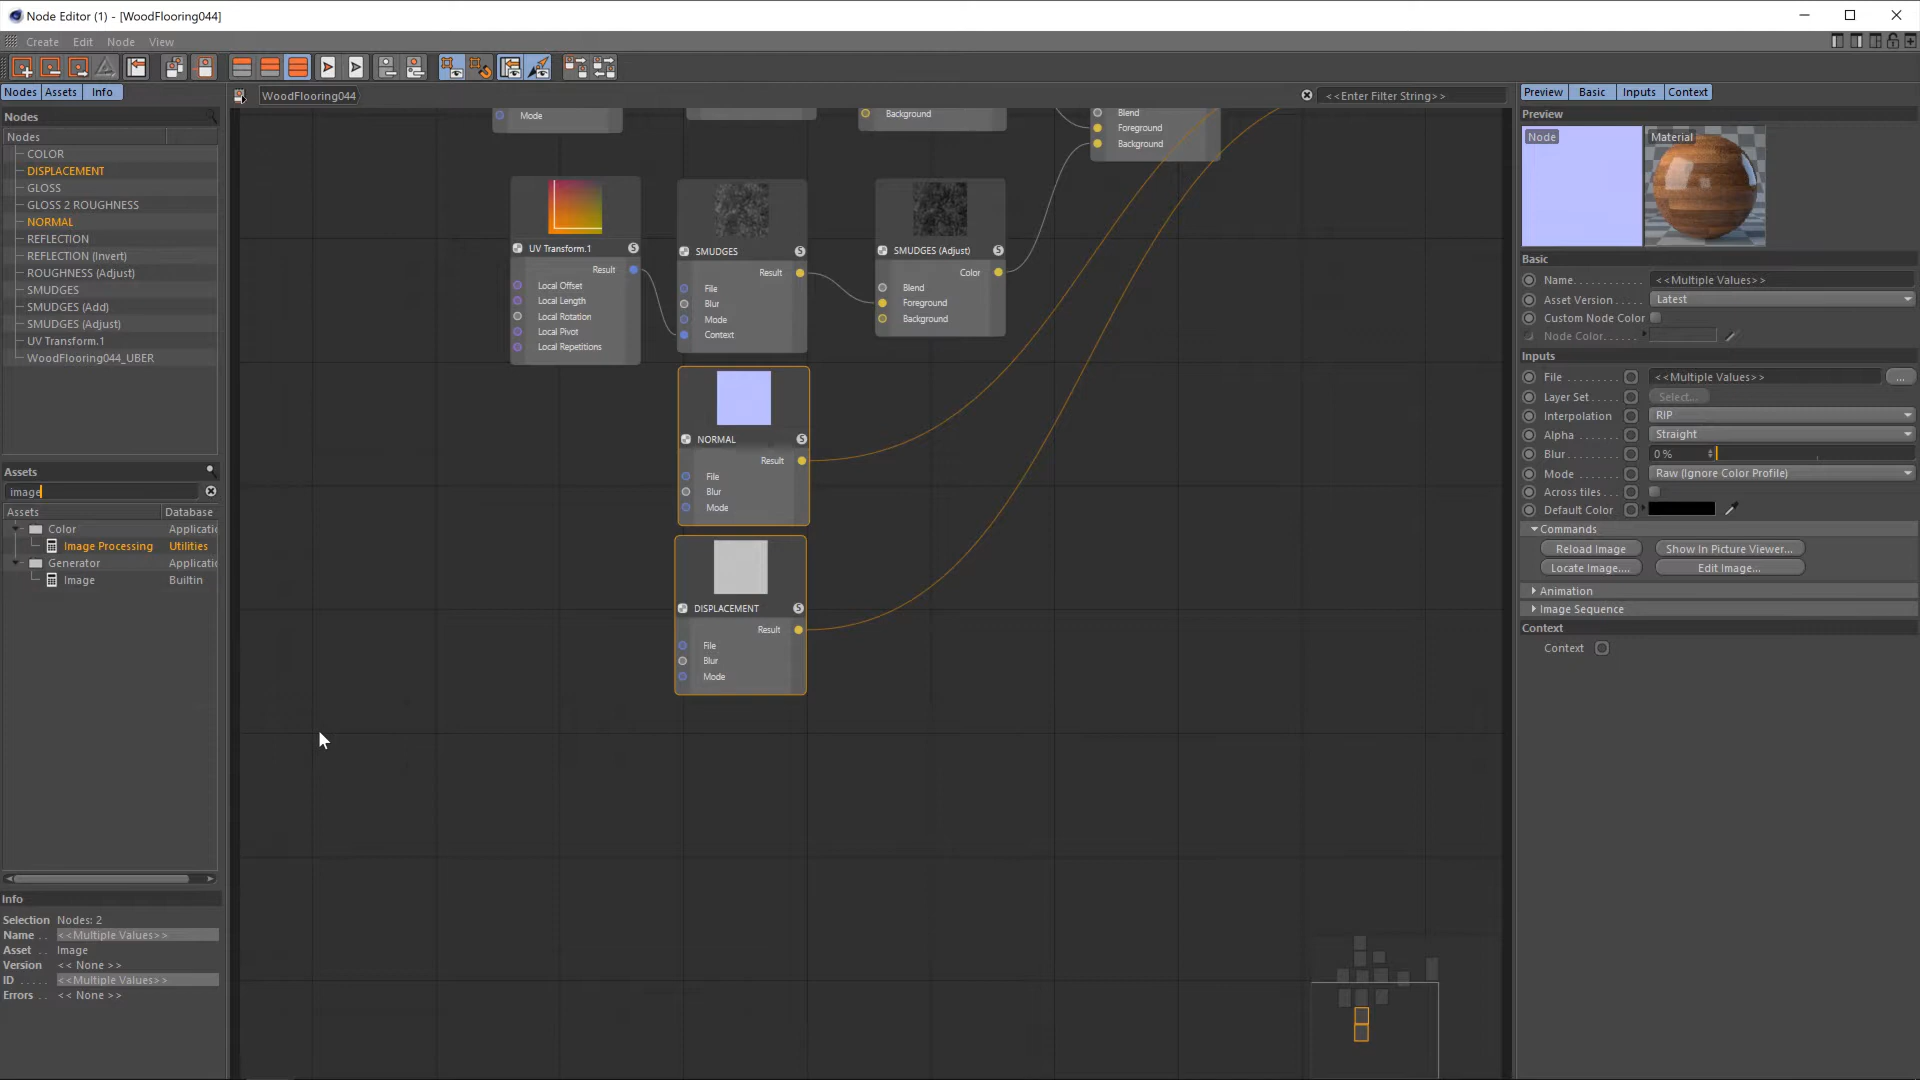 Node Editor (1) - [WoodFlooring044]
Create Edit Node View
Nodes Assets Info
WoodFlooring044
<<Enter Filter String>>
Preview Basic Inputs Context
Nodes
Nodes
COLOR
DISPLACEMENT
GLOSS
GLOSS 2 ROUGHNESS
NORMAL
REFLECTION
REFLECTION (Invert)
ROUGHNESS (Adjust)
SMUDGES
SMUDGES (Add)
SMUDGES (Adjust)
UV Transform.1
WoodFlooring044_UBER
Assets
image
Assets Database
Color Applicatio
Image Processing Utilities
Generator Applicatio
Image Builtin
Info
Selection Nodes: 2
Name . . <<Multiple Values>>
Asset Image
Version << None >>
ID . . . . . <<Multiple Values>>
Errors . . << None >>
Mode
Background
Blend
Foreground
Background
UV Transform.1 S
Result
Local Offset
Local Length
Local Rotation
Local Pivot
Local Repetitions
SMUDGES S
Result
File
Blur
Mode
Context
SMUDGES (Adjust) S
Color
Blend
Foreground
Background
NORMAL S
Result
File
Blur
Mode
DISPLACEMENT S
Result
File
Blur
Mode
Preview
Node Material
Basic
Name. . . . . . . . . . . . <<Multiple Values>>
Asset Version . . . . . Latest
Custom Node Color
Node Color. . . . . .
Inputs
File . . . . . . . . . <<Multiple Values>> ...
Layer Set . . . . . Select...
Interpolation RIP
Alpha . . . . . . . Straight
Blur . . . . . . . . . 0 %
Mode . . . . . . . Raw (Ignore Color Profile)
Across tiles . . .
Default Color
Commands
Reload Image Show In Picture Viewer...
Locate Image.... Edit Image...
Animation
Image Sequence
Context
Context